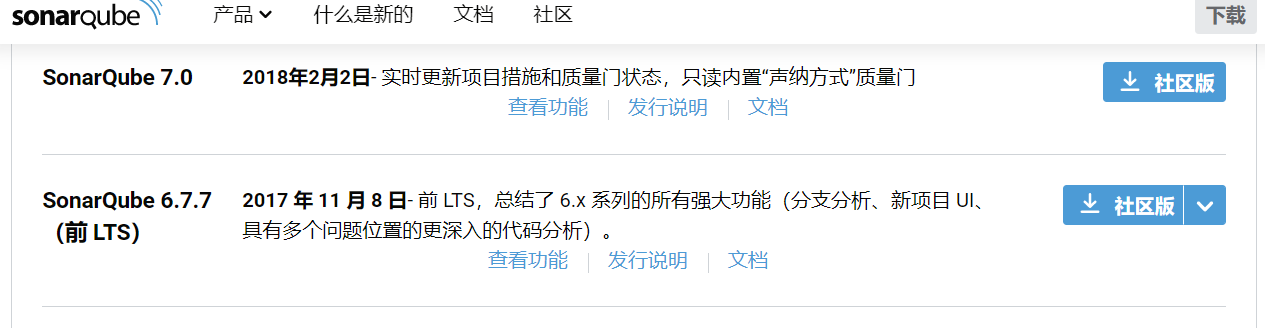 sonarqube 产品 什么是新的 文档 社区 下载
SonarQube 7.0 2018年2月2日- 实时更新项目措施和质量门状态，只读内置“声纳方式”质量门 社区版
查看功能 发行说明 文档
SonarQube 6.7.7 2017 年 11 月 8 日- 前 LTS，总结了 6.x 系列的所有强大功能（分支分析、新项目 UI、 社区版
（前 LTS） 具有多个问题位置的更深入的代码分析）。
查看功能 发行说明 文档